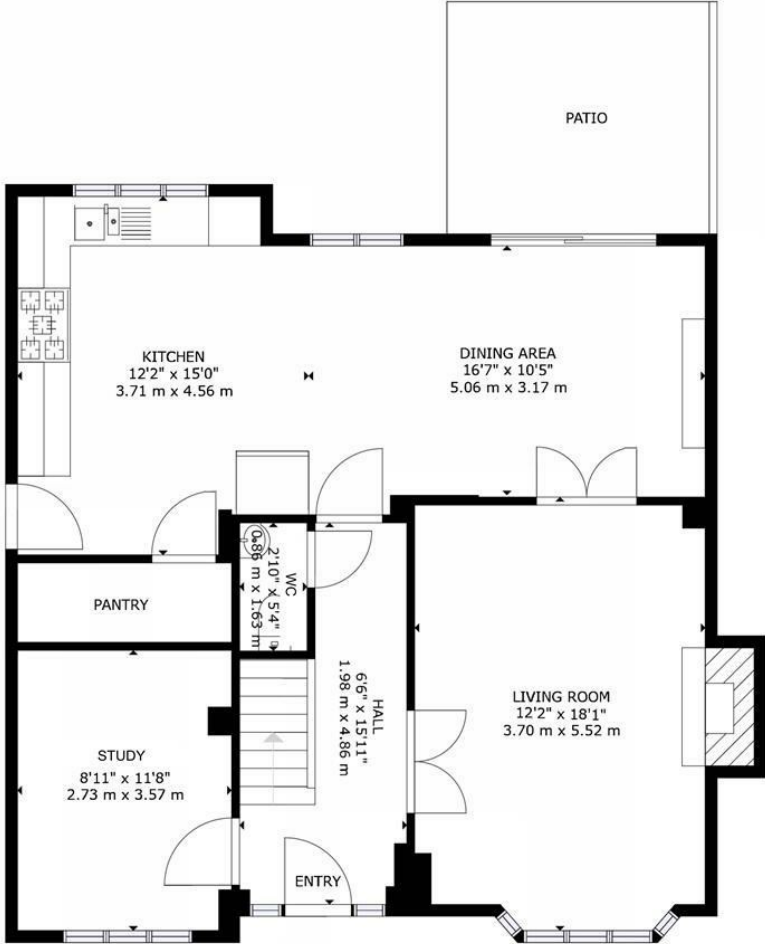 PATIO
KITCHEN
12'2" x 15'0"
3.71 m x 4.56 m
DINING AREA
16'7" x 10'5"
5.06 m x 3.17 m
WC
2'10" x 5'4"
0.86 m x 1.63 m
PANTRY
HALL
6'6" x 15'11"
1.98 m x 4.86 m
LIVING ROOM
12'2" x 18'1"
3.70 m x 5.52 m
STUDY
8'11" x 11'8"
2.73 m x 3.57 m
ENTRY